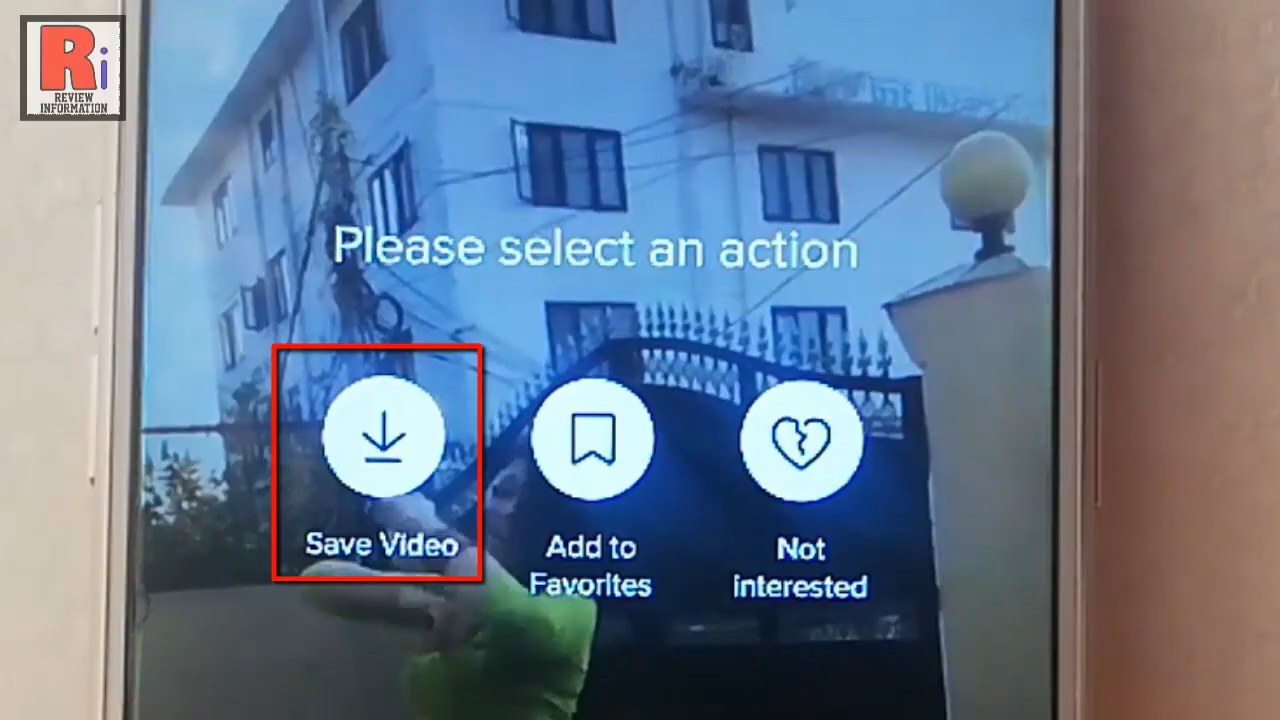 Ri
REVIEW
INFORMATION
Please select an action
Save Video
Add to
Favorites
Not
interested